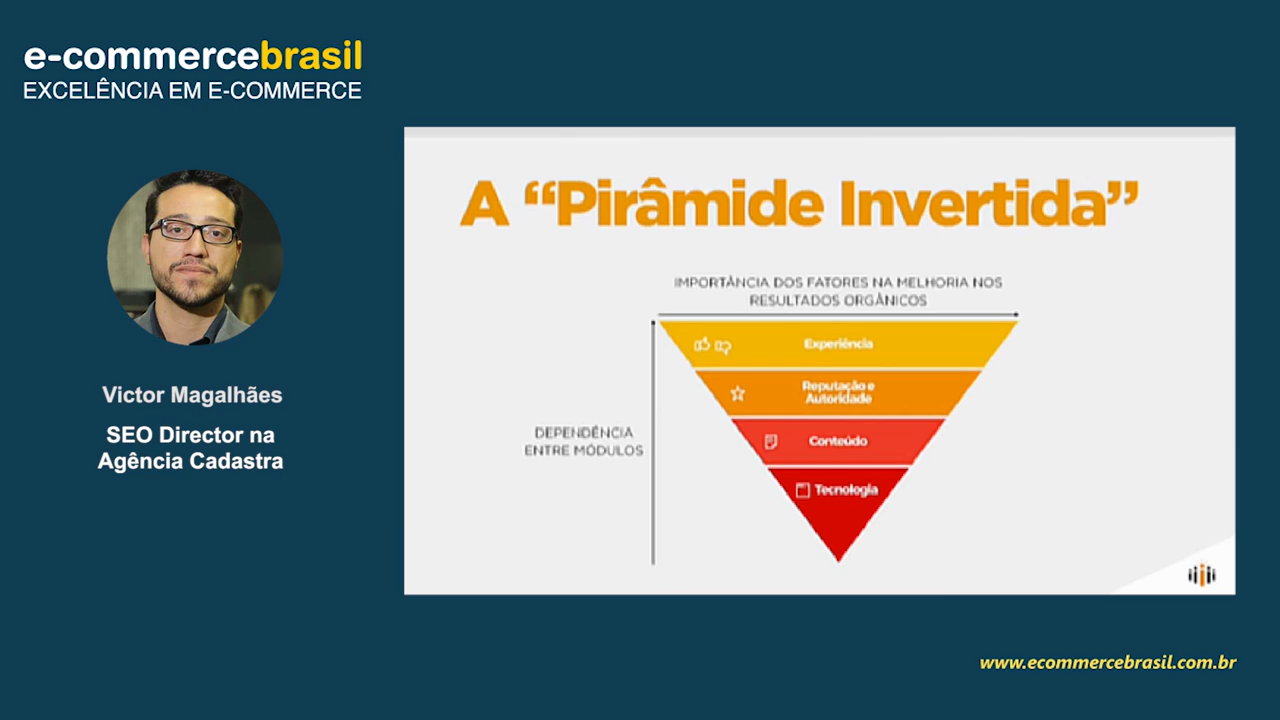 e-commercebrasil
EXCELÊNCIA EM E-COMMERCE
Victor Magalhães
SEO Director na
Agência Cadastra
A “Pirâmide Invertida”
IMPORTÂNCIA DOS FATORES NA MELHORIA NOS
RESULTADOS ORGÂNICOS
DEPENDÊNCIA
ENTRE MÓDULOS
Experiência
Reputação e
Autoridade
Conteúdo
Tecnologia
www.ecommercebrasil.com.br